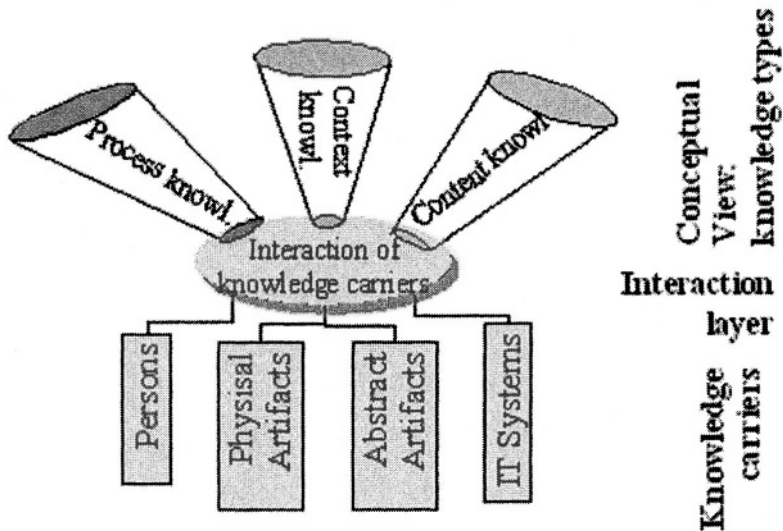 Process knowl.
Context
knowl.
Content knowl
Interaction of
knowledge carriers
Persons
Physisal
Artifacts
Abstract
Artifacts
IT Systems
Conceptual
View:
knowledge types
Interaction
layer
Knowledge
carriers